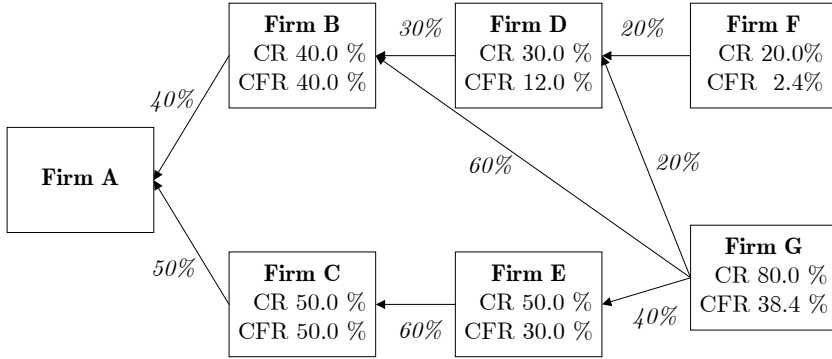 Firm B
CR 40.0 %
CFR 40.0 %
30%
Firm D
CR 30.0 %
CFR 12.0 %
20%
Firm F
CR 20.0%
CFR 2.4%
40%
Firm A
60%
20%
50%
Firm C
CR 50.0 %
CFR 50.0 %
60%
Firm E
CR 50.0 %
CFR 30.0 %
40%
Firm G
CR 80.0 %
CFR 38.4 %